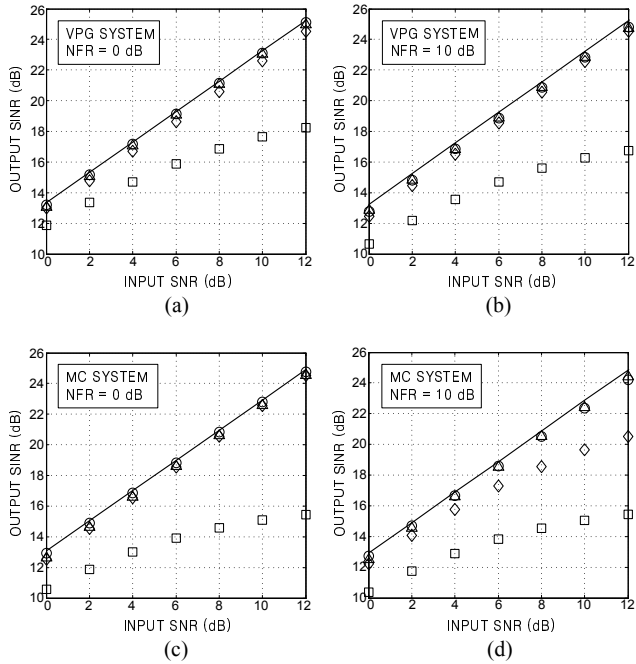 26
24
22
20
18
16
14
12
10
OUTPUT SINR (dB)
VPG SYSTEM
NFR = 0 dB
0 2 4 6 8 10 12
INPUT SNR (dB)
(a)
26
24
22
20
18
16
14
12
10
OUTPUT SINR (dB)
VPG SYSTEM
NFR = 10 dB
0 2 4 6 8 10 12
INPUT SNR (dB)
(b)
26
24
22
20
18
16
14
12
10
OUTPUT SINR (dB)
MC SYSTEM
NFR = 0 dB
0 2 4 6 8 10 12
INPUT SNR (dB)
(c)
26
24
22
20
18
16
14
12
10
OUTPUT SINR (dB)
MC SYSTEM
NFR = 10 dB
0 2 4 6 8 10 12
INPUT SNR (dB)
(d)